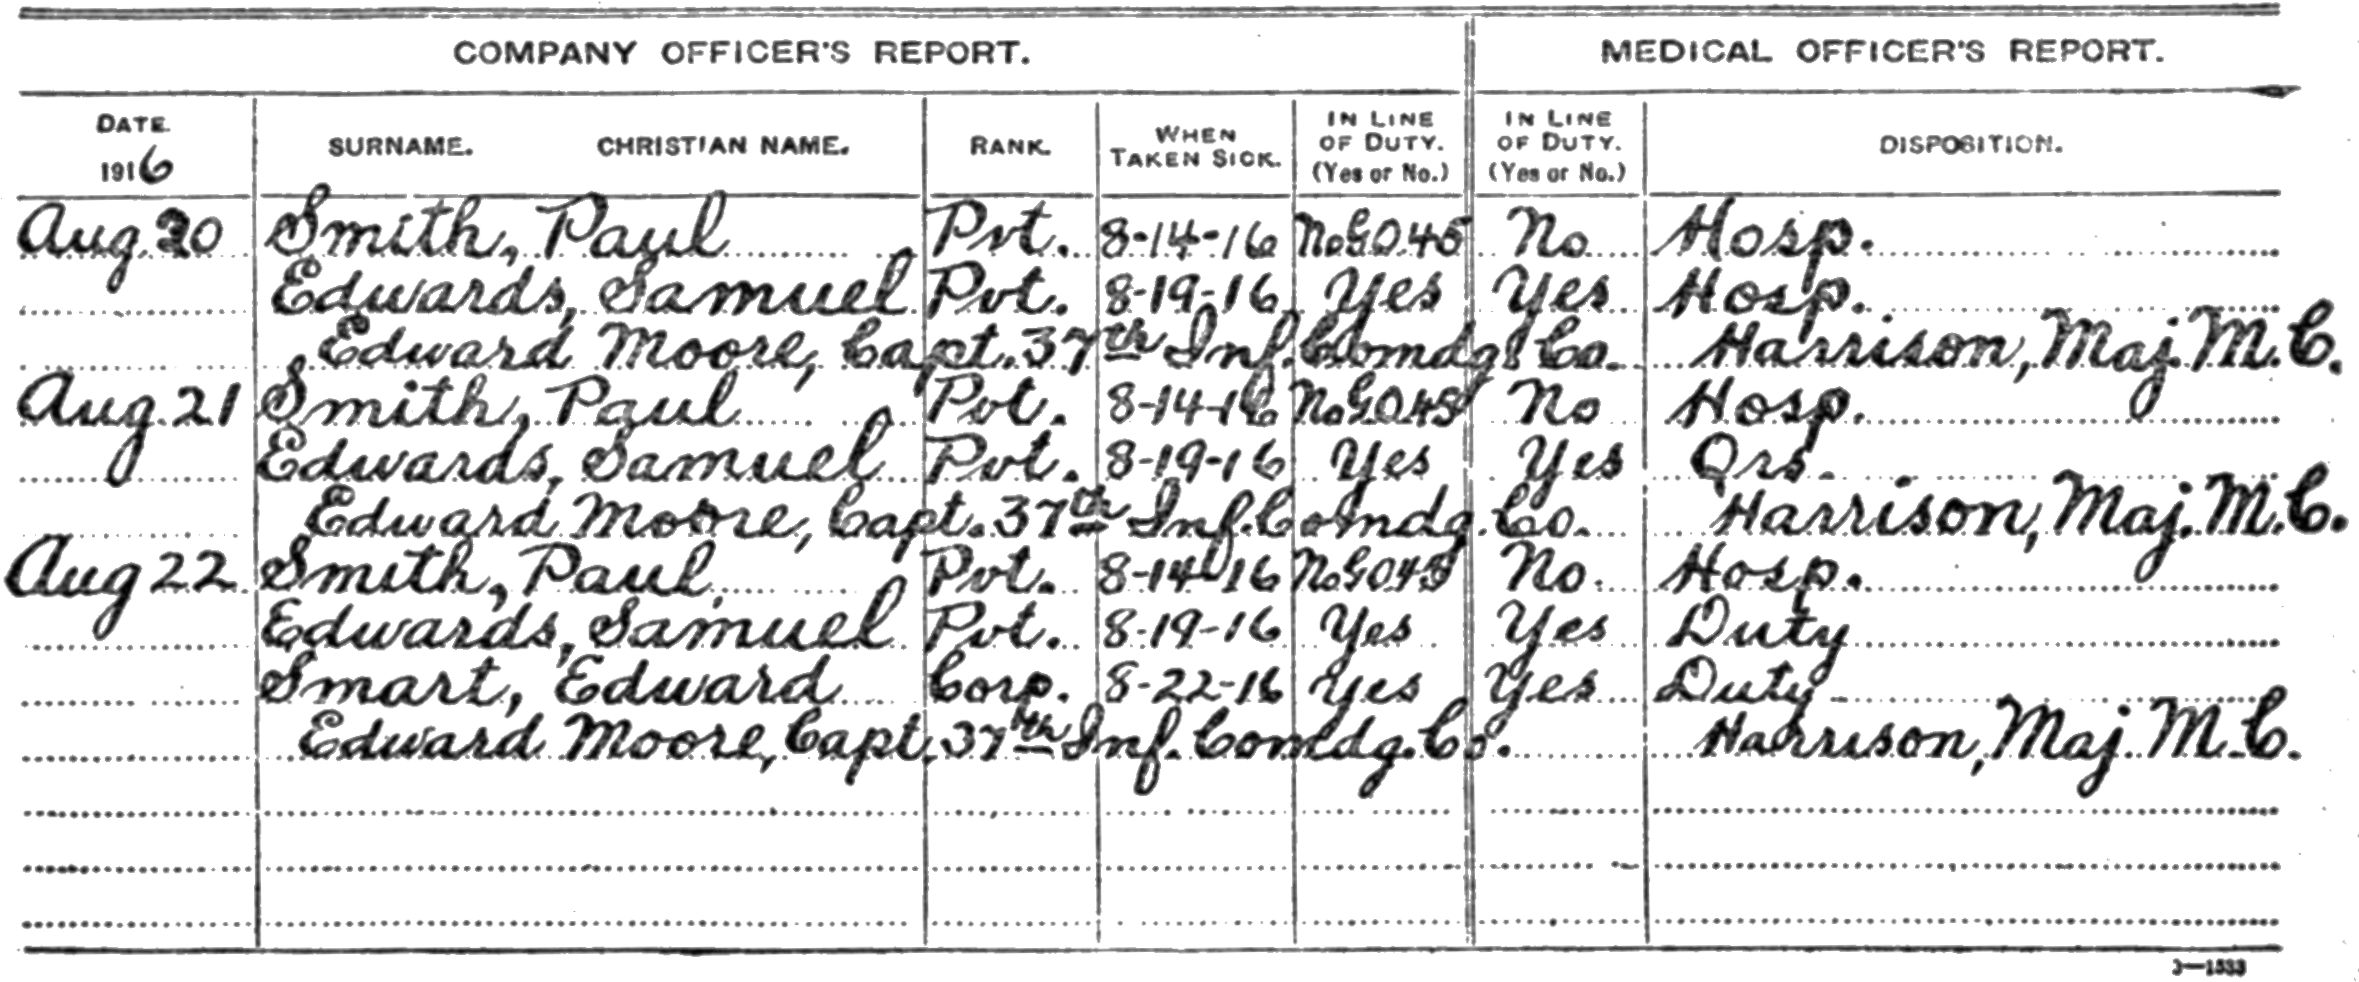 COMPANY OFFICER'S REPORT. MEDICAL OFFICER'S REPORT.
DATE. 1916 SURNAME. CHRISTIAN NAME. RANK. WHEN TAKEN SICK. IN LINE OF DUTY. (Yes or No.) IN LINE OF DUTY. (Yes or No.) DISPOSITION.
Aug. 20 Smith, Paul Pvt. 8-14-16 No G.O.45 No Hosp.
Edwards, Samuel Pvt. 8-19-16 Yes Yes Hosp.
Edward Moore, Capt. 37th Inf. Comdg. Co. Harrison, Maj. M.C.
Aug. 21 Smith, Paul Pvt. 8-14-16 No G.O.45 No Hosp.
Edwards, Samuel Pvt. 8-19-16 Yes Yes Qrs.
Edward Moore, Capt. 37th Inf. Comdg. Co. Harrison, Maj. M.C.
Aug 22 Smith, Paul Pvt. 8-14-16 No G.O.45 No. Hosp.
Edwards, Samuel Pvt. 8-19-16 Yes Yes Duty
Smart, Edward Corp. 8-22-16 Yes Yes Duty
Edward Moore, Capt. 37th Inf. Comdg. Co. Harrison, Maj. M.C.